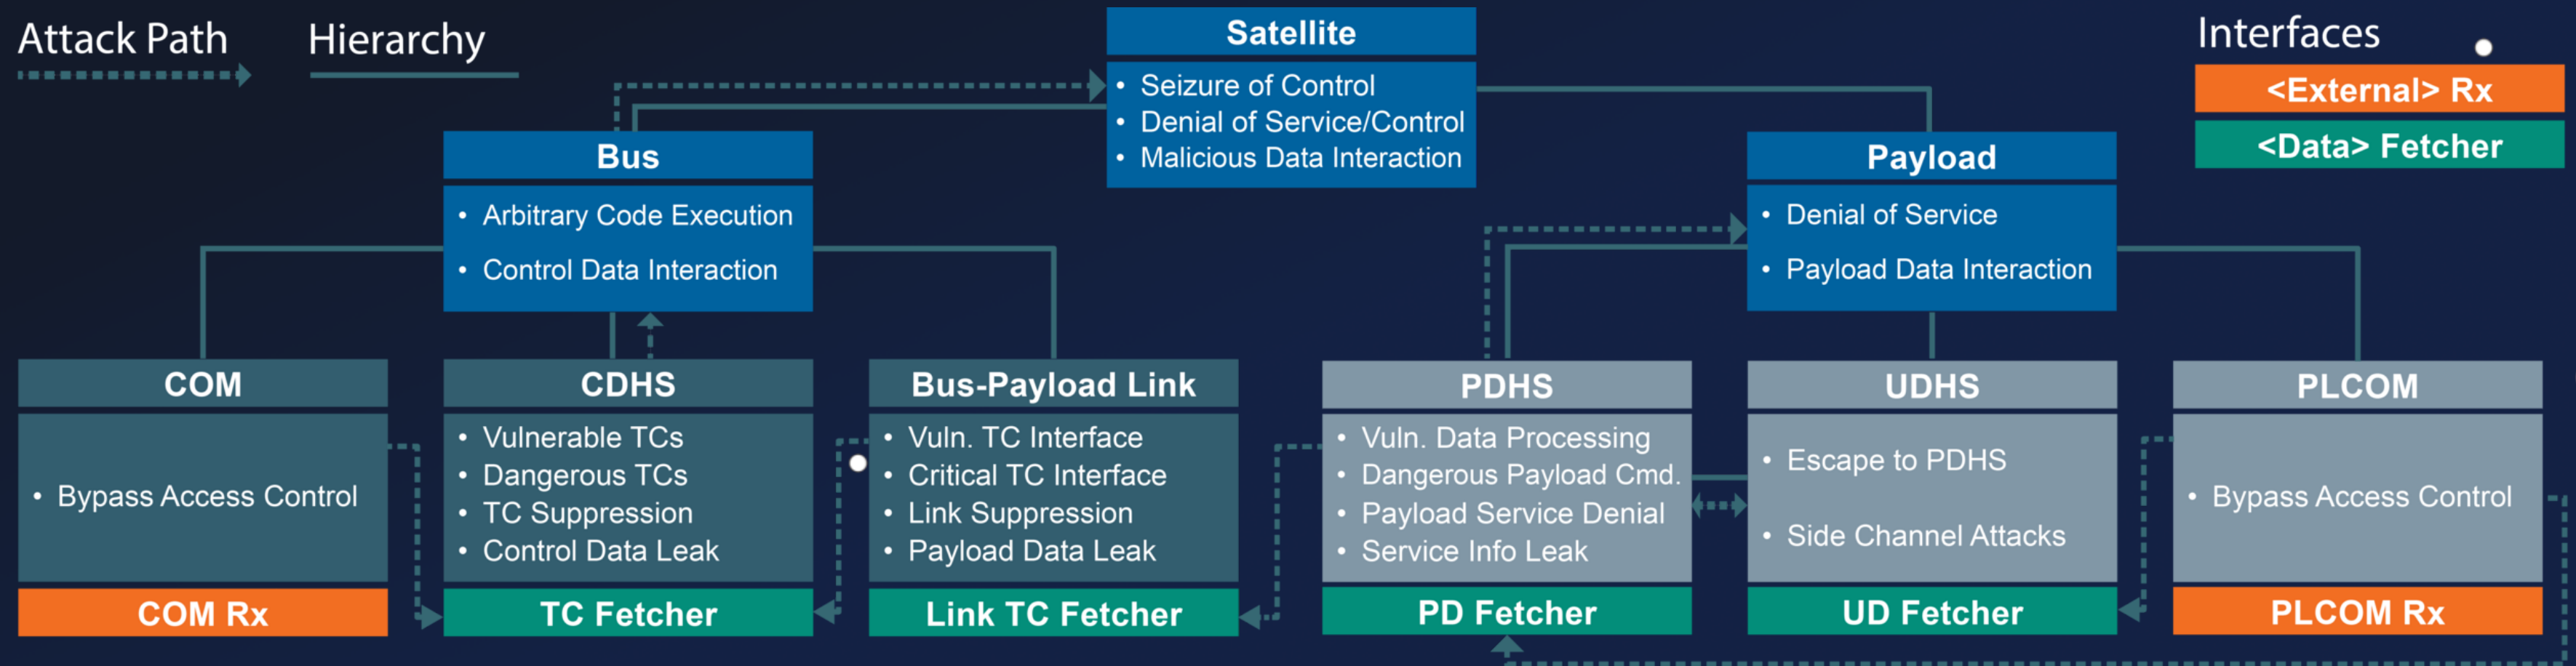 Attack Path
Hierarchy
Satellite
• Seizure of Control
• Denial of Service/Control
• Malicious Data Interaction
Interfaces
<External> Rx
<Data> Fetcher
Bus
• Arbitrary Code Execution
• Control Data Interaction
Payload
• Denial of Service
• Payload Data Interaction
COM
• Bypass Access Control
COM Rx
CDHS
• Vulnerable TCs
• Dangerous TCs
• TC Suppression
• Control Data Leak
TC Fetcher
Bus-Payload Link
• Vuln. TC Interface
• Critical TC Interface
• Link Suppression
• Payload Data Leak
Link TC Fetcher
PDHS
• Vuln. Data Processing
• Dangerous Payload Cmd.
• Payload Service Denial
• Service Info Leak
PD Fetcher
UDHS
• Escape to PDHS
• Side Channel Attacks
UD Fetcher
PLCOM
• Bypass Access Control
PLCOM Rx